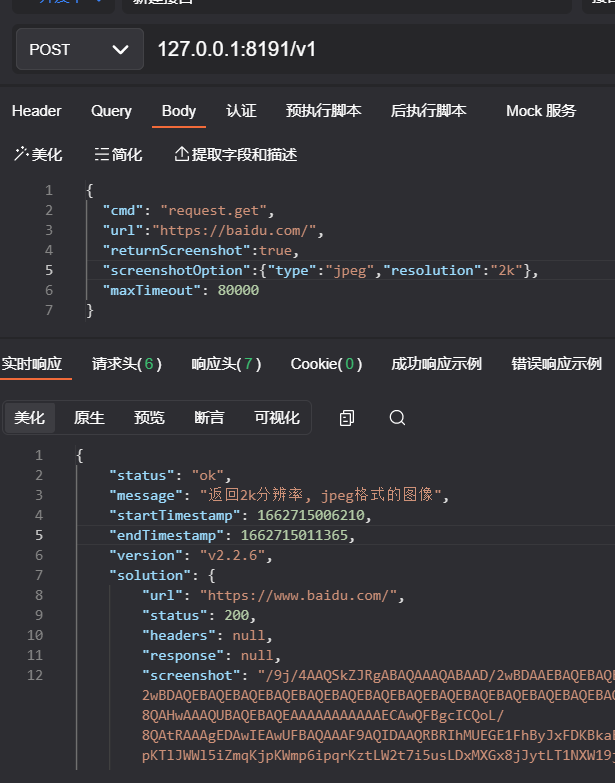 POST 127.0.0.1:8191/v1
Header Query Body 认证 预执行脚本 后执行脚本 Mock 服务
美化 简化 提取字段和描述
1 {
2 "cmd": "request.get",
3 "url":"https://baidu.com/",
4 "returnScreenshot":true,
5 "screenshotOption":{"type":"jpeg","resolution":"2k"},
6 "maxTimeout": 80000
7 }
实时响应 请求头(6) 响应头(7) Cookie(0) 成功响应示例 错误响应示例
美化 原生 预览 断言 可视化
1 {
2 "status": "ok",
3 "message": "返回2k分辨率, jpeg格式的图像",
4 "startTimestamp": 1662715006210,
5 "endTimestamp": 1662715011365,
6 "version": "v2.2.6",
7 "solution": {
8 "url": "https://www.baidu.com/",
9 "status": 200,
10 "headers": null,
11 "response": null,
12 "screenshot": "/9j/4AAQSkZJRgABAQAAAQABAAD/2wBDAAEBAQEBAQE
2wBDAQEBAQEBAQEBAQEBAQEBAQEBAQEBAQEBAQEBAQEBAQEBAQEBAQEBAQ
8QAHwAAAQUBAQEBAQEAAAAAAAAAAAECAwQFBgcICQoL/
8QAtRAAAgEDAwIEAwUFBAQAAAF9AQIDAAQRBRIhMUEGE1FhByJxFDKBka
pKTlJWWl5iZmqKjpKWmp6ipqrKztLW2t7i5usLDxMXGx8jJytLT1NXW19